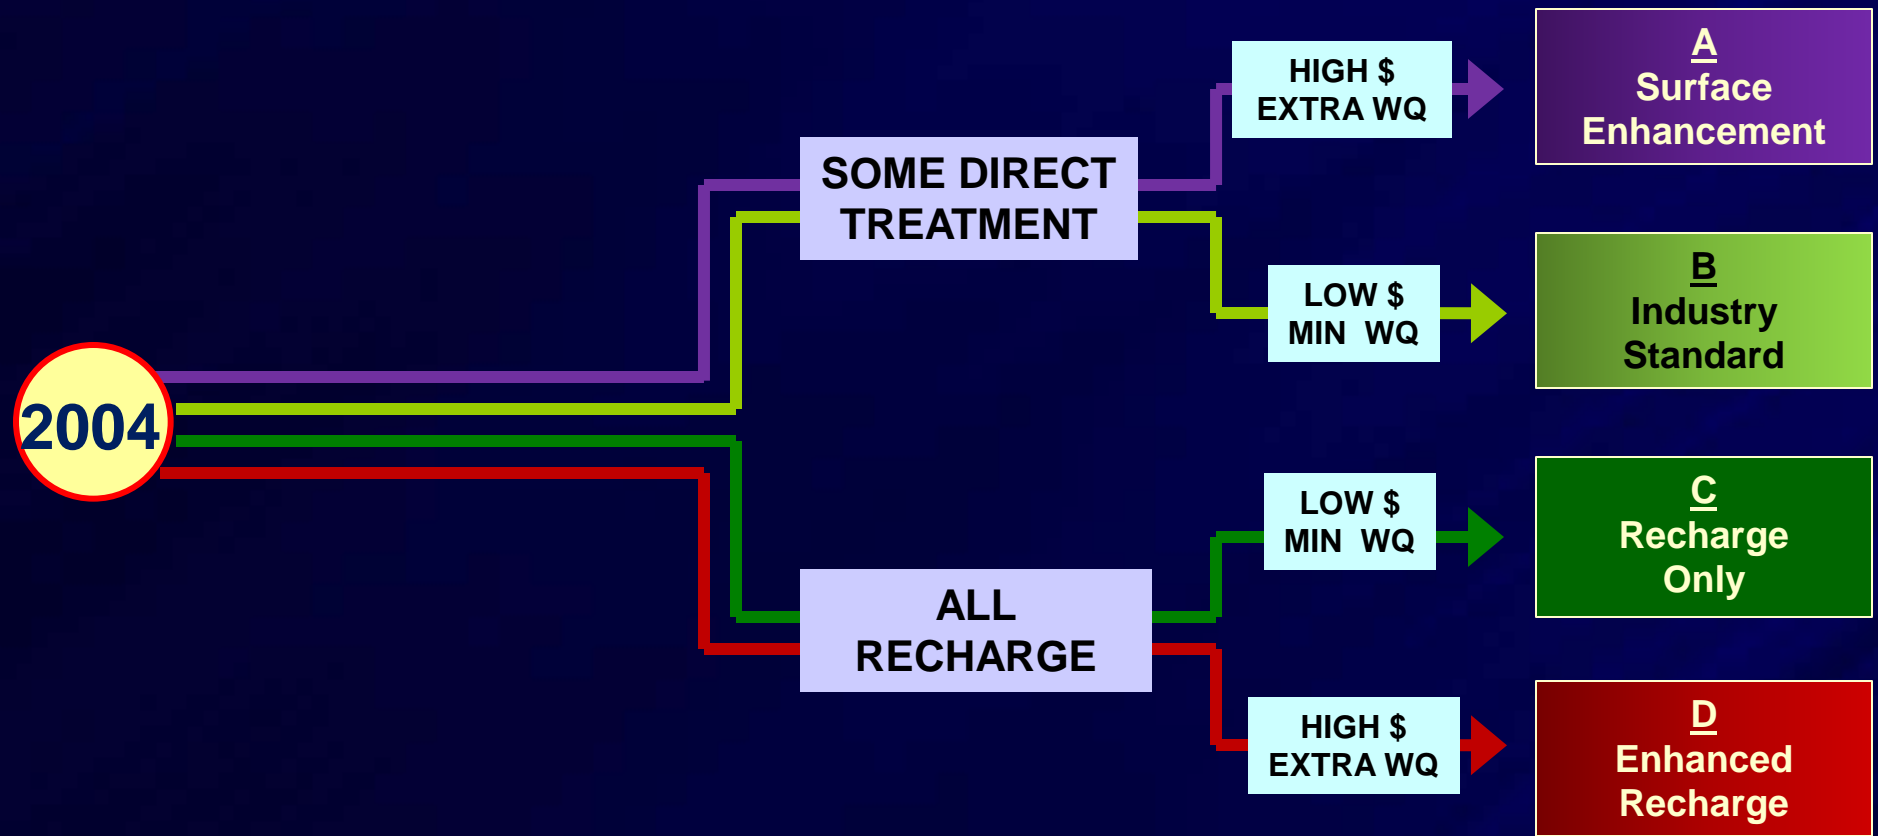 2004
SOME DIRECT
TREATMENT
ALL
RECHARGE
HIGH $
EXTRA WQ
LOW $
MIN  WQ
LOW $
MIN  WQ
HIGH $
EXTRA WQ
A
Surface
Enhancement
B
Industry
Standard
C
Recharge
Only
D
Enhanced
Recharge